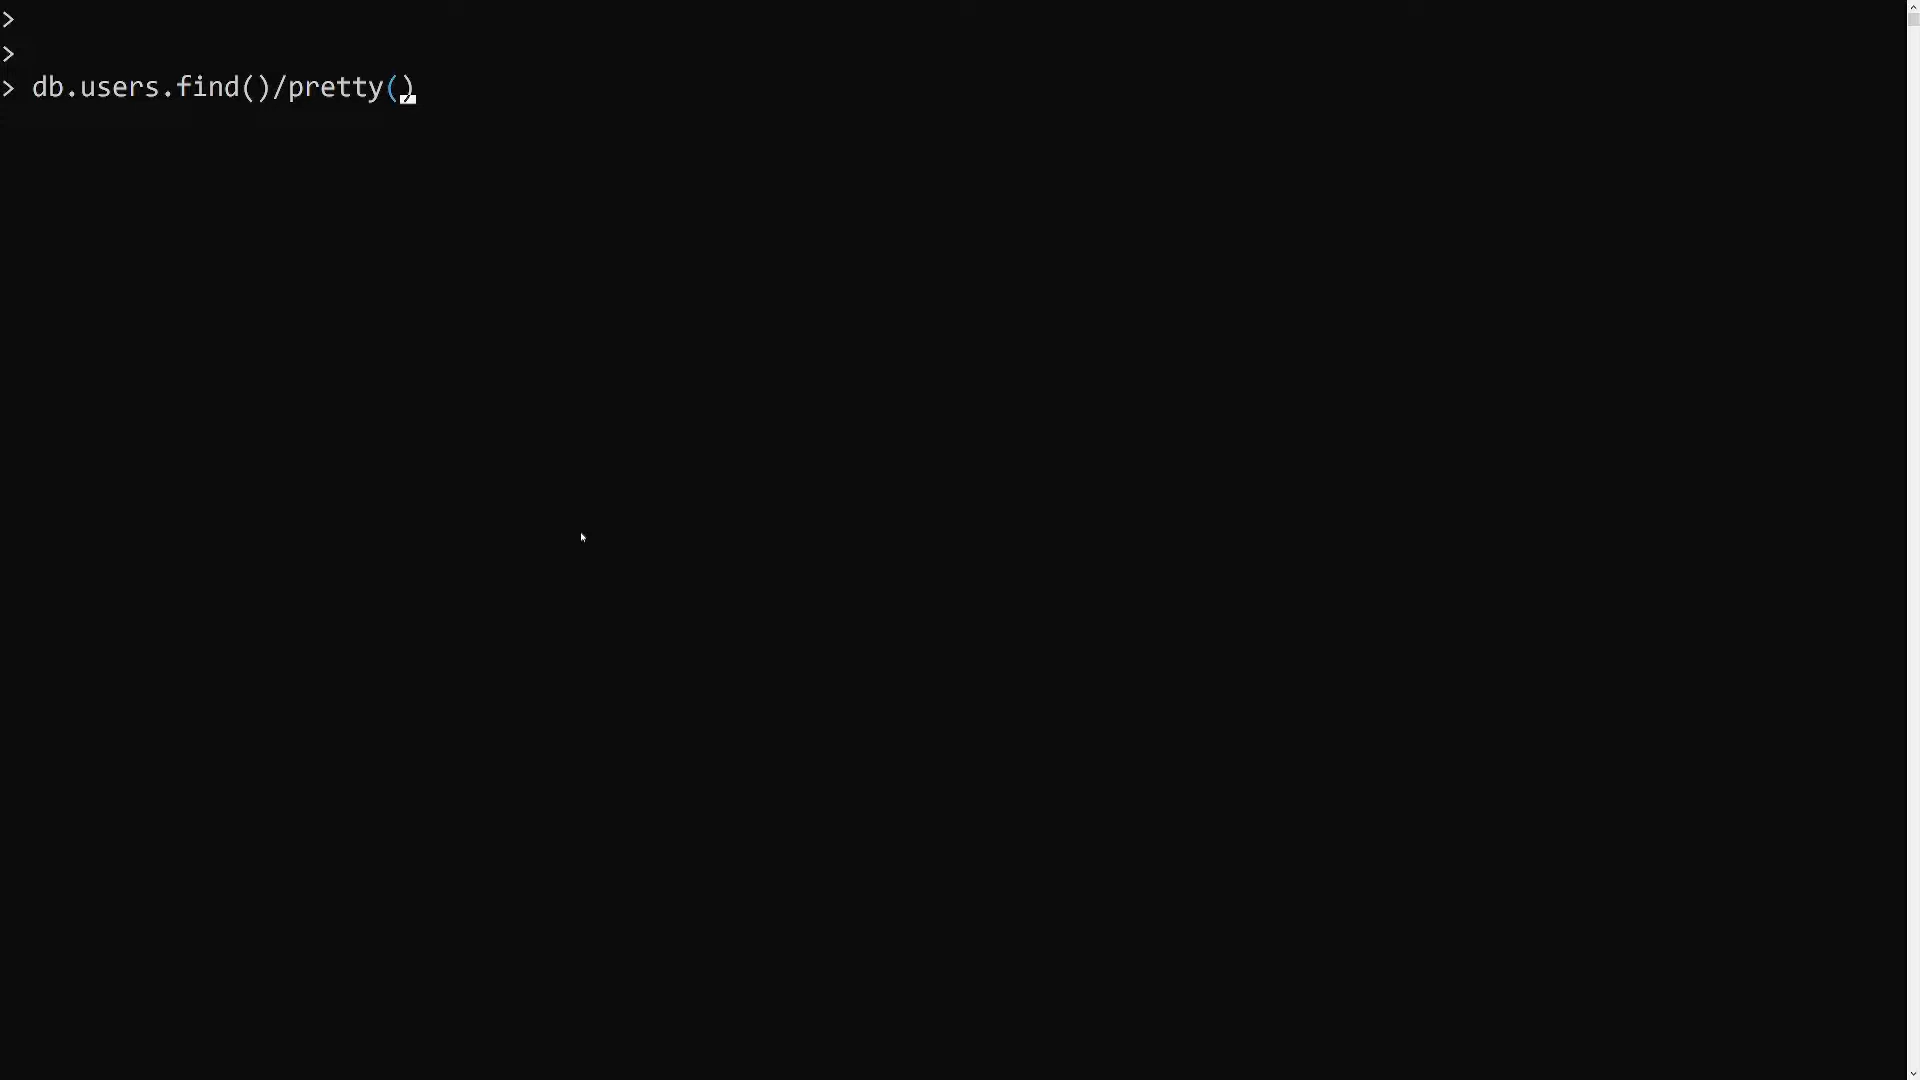 >
>
> db.users.find()/pretty()